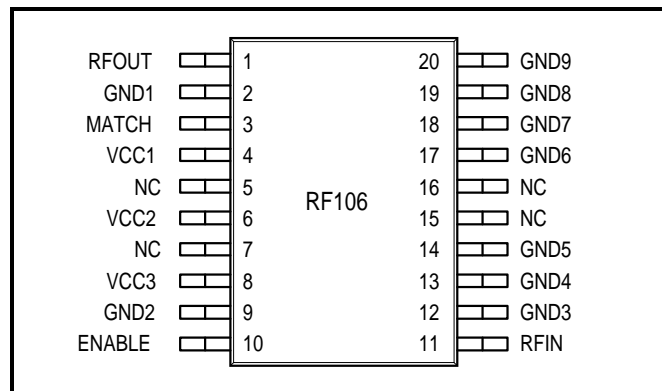 RFOUT 1 20 GND9
GND1 2 19 GND8
MATCH 3 18 GND7
VCC1 4 17 GND6
NC 5 16 NC
RF106
VCC2 6 15 NC
NC 7 14 GND5
VCC3 8 13 GND4
GND2 9 12 GND3
ENABLE 10 11 RFIN